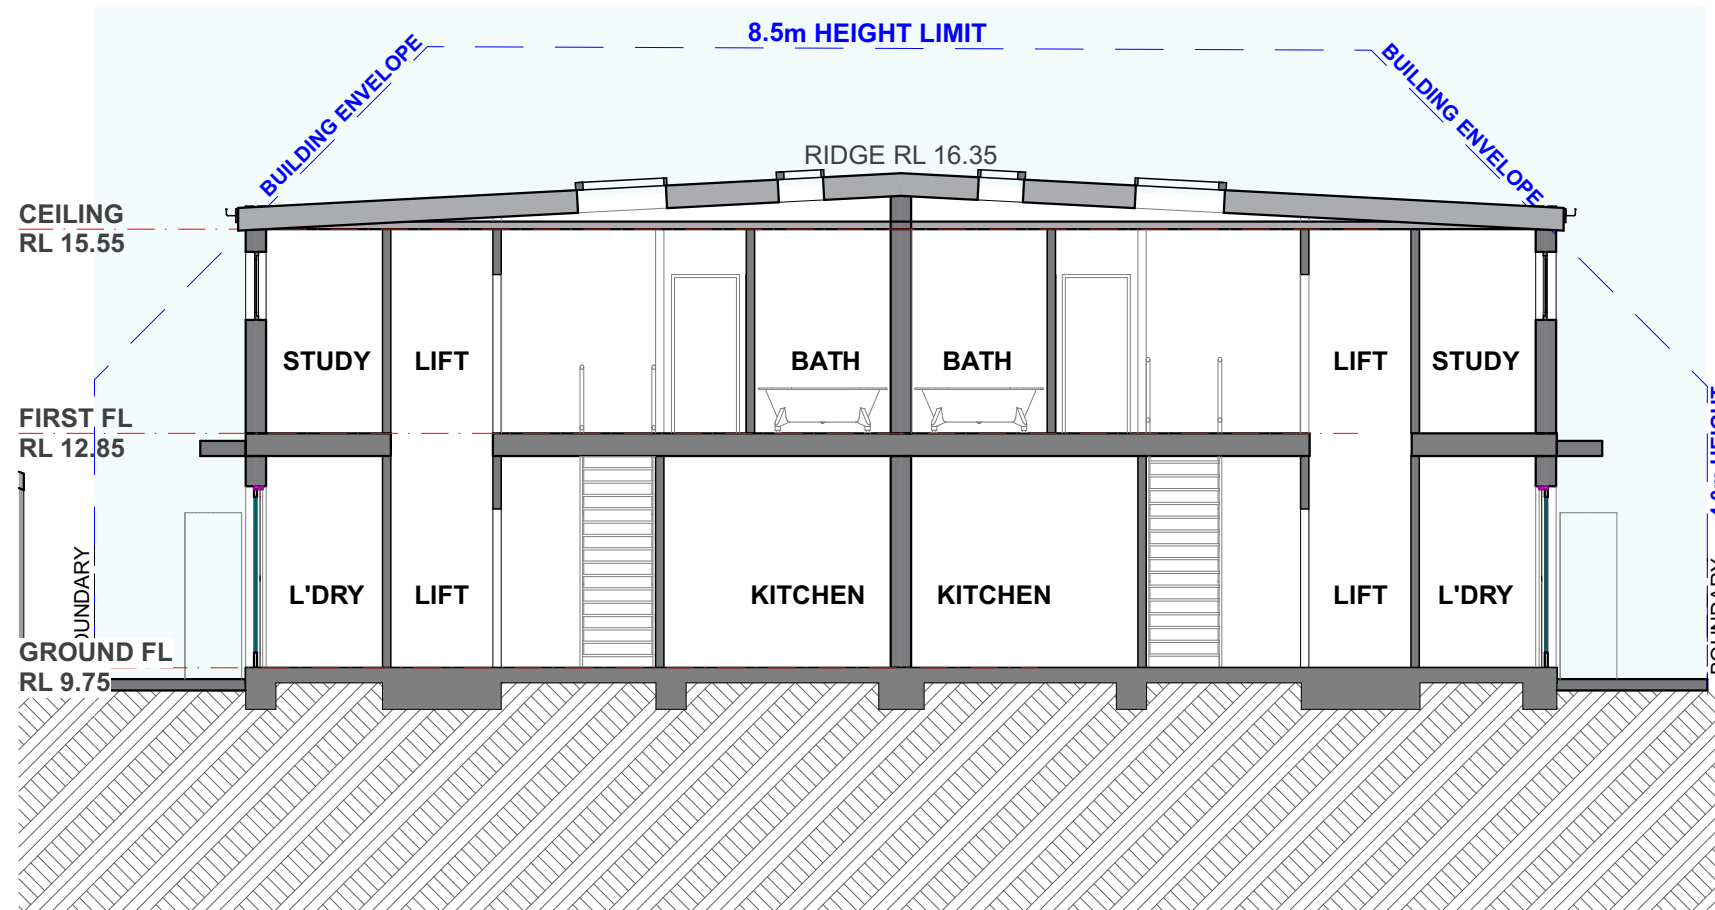 8.5m HEIGHT LIMIT
BUILDING ENVELOPE
BUILDING ENVELOPE
RIDGE RL 16.35
CEILING
RL 15.55
STUDY
LIFT
BATH
BATH
LIFT
STUDY
FIRST FL
RL 12.85
L'DRY
LIFT
KITCHEN
KITCHEN
LIFT
L'DRY
GROUND FL
RL 9.75
OUNDARY